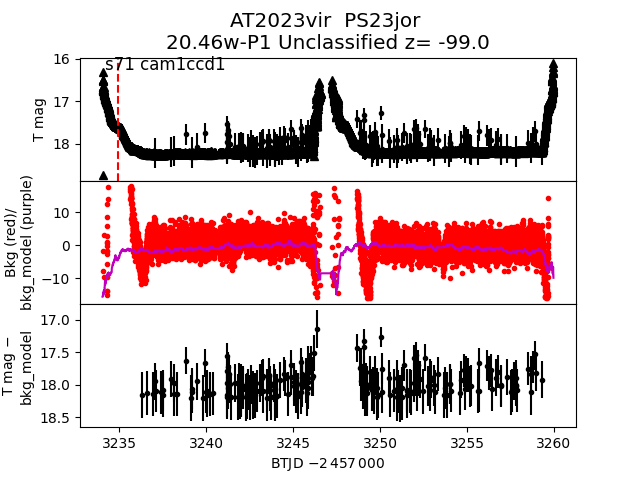 AT2023vir PS23jor
20.46w-P1 Unclassified z= -99.0
s71 cam1ccd1
T mag
16
17
18
Bkg (red)/
bkg_model (purple)
10
0
−10
T mag −
bkg_model
17.0
17.5
18.0
18.5
3235 3240 3245 3250 3255 3260
BTJD −2 457 000